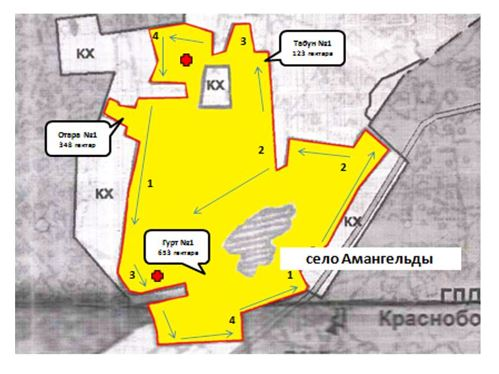 4
3
Табун №1
123 гектара
КХ
КХ
Отара №1
348 гектар
2
2
1
КХ
КХ
Гурт №1
653 гектара
село Амангельды
3
1
ГПД
4
Краснобо